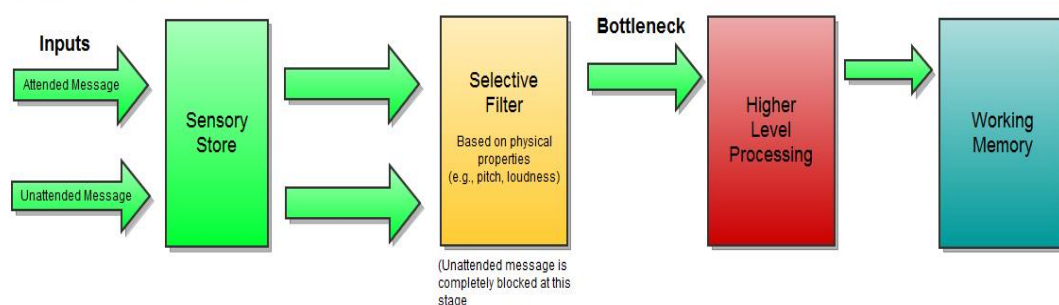 Inputs
Attended Message
Unattended Message
Sensory
Store
Selective
Filter
Based on physical
properties
(e.g., pitch, loudness)
(Unattended message is
completely blocked at this
stage
Bottleneck
Higher
Level
Processing
Working
Memory